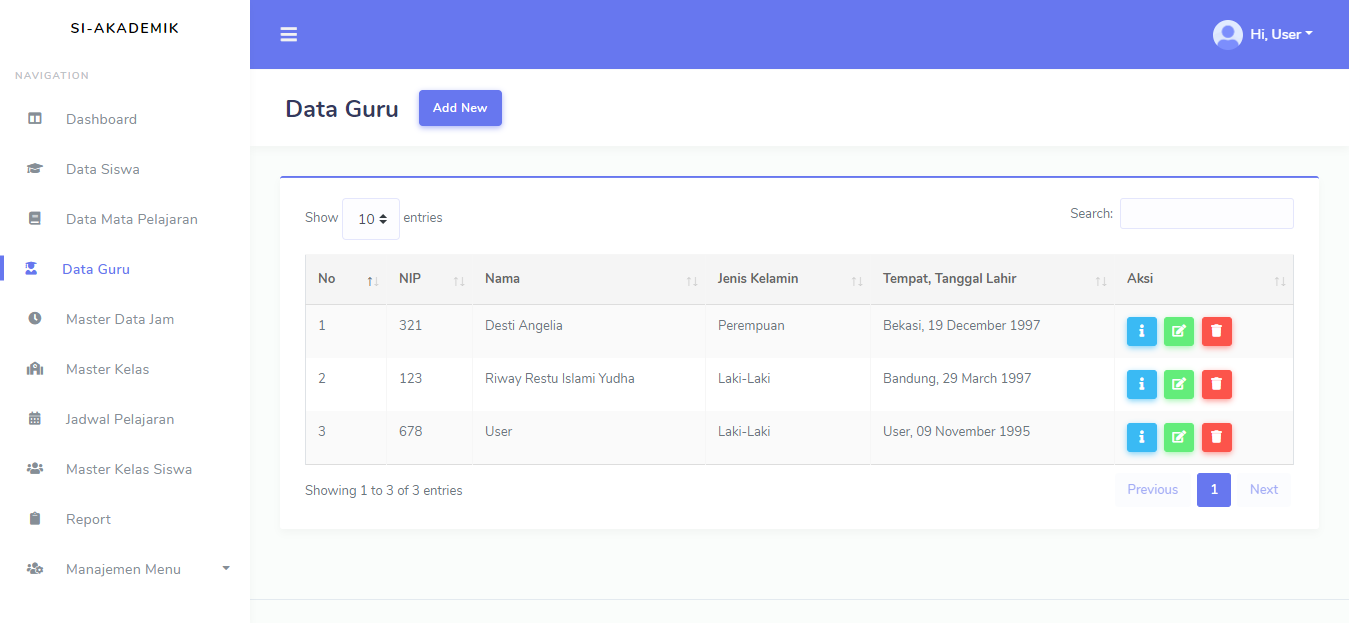 SI-AKADEMIK
Hi, User
NAVIGATION
Dashboard
Data Siswa
Data Mata Pelajaran
Data Guru
Master Data Jam
Master Kelas
Jadwal Pelajaran
Master Kelas Siswa
Report
Manajemen Menu
Data Guru Add New
Show 10 entries Search:
No NIP Nama Jenis Kelamin Tempat, Tanggal Lahir Aksi
1 321 Desti Angelia Perempuan Bekasi, 19 December 1997
2 123 Riway Restu Islami Yudha Laki-Laki Bandung, 29 March 1997
3 678 User Laki-Laki User, 09 November 1995
Showing 1 to 3 of 3 entries Previous 1 Next